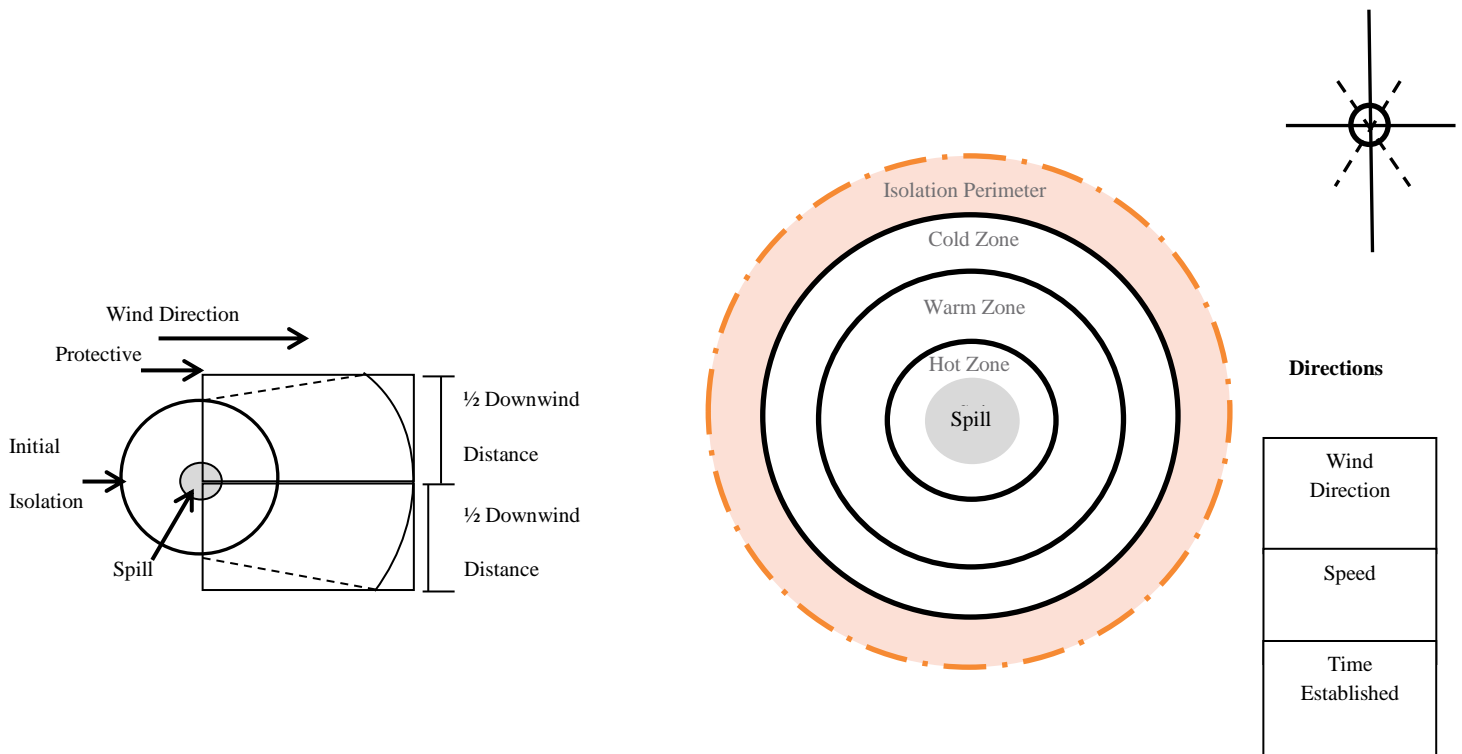 Wind Direction
Protective
Initial
Isolation
Spill
½ Downwind
Distance
½ Downwind
Distance
Isolation Perimeter
Cold Zone
Warm Zone
Hot Zone
Spill
Directions
Wind
Direction
Speed
Time
Established